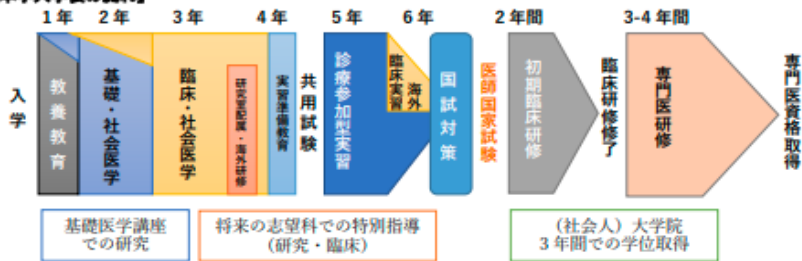 1年 2年 3年 4年 5年 6年 2年間 3-4年間
入学
教養教育
基礎・社会医学
臨床・社会医学
研究室配属・海外研修
実習準備教育
共用試験
診療参加型実習
臨床実習
海外
国試対策
医師国家試験
初期臨床研修
臨床研修修了
専門医研修
専門医資格取得
基礎医学講座
での研究
将来の志望科での特別指導
（研究・臨床）
（社会人）大学院
3年間での学位取得